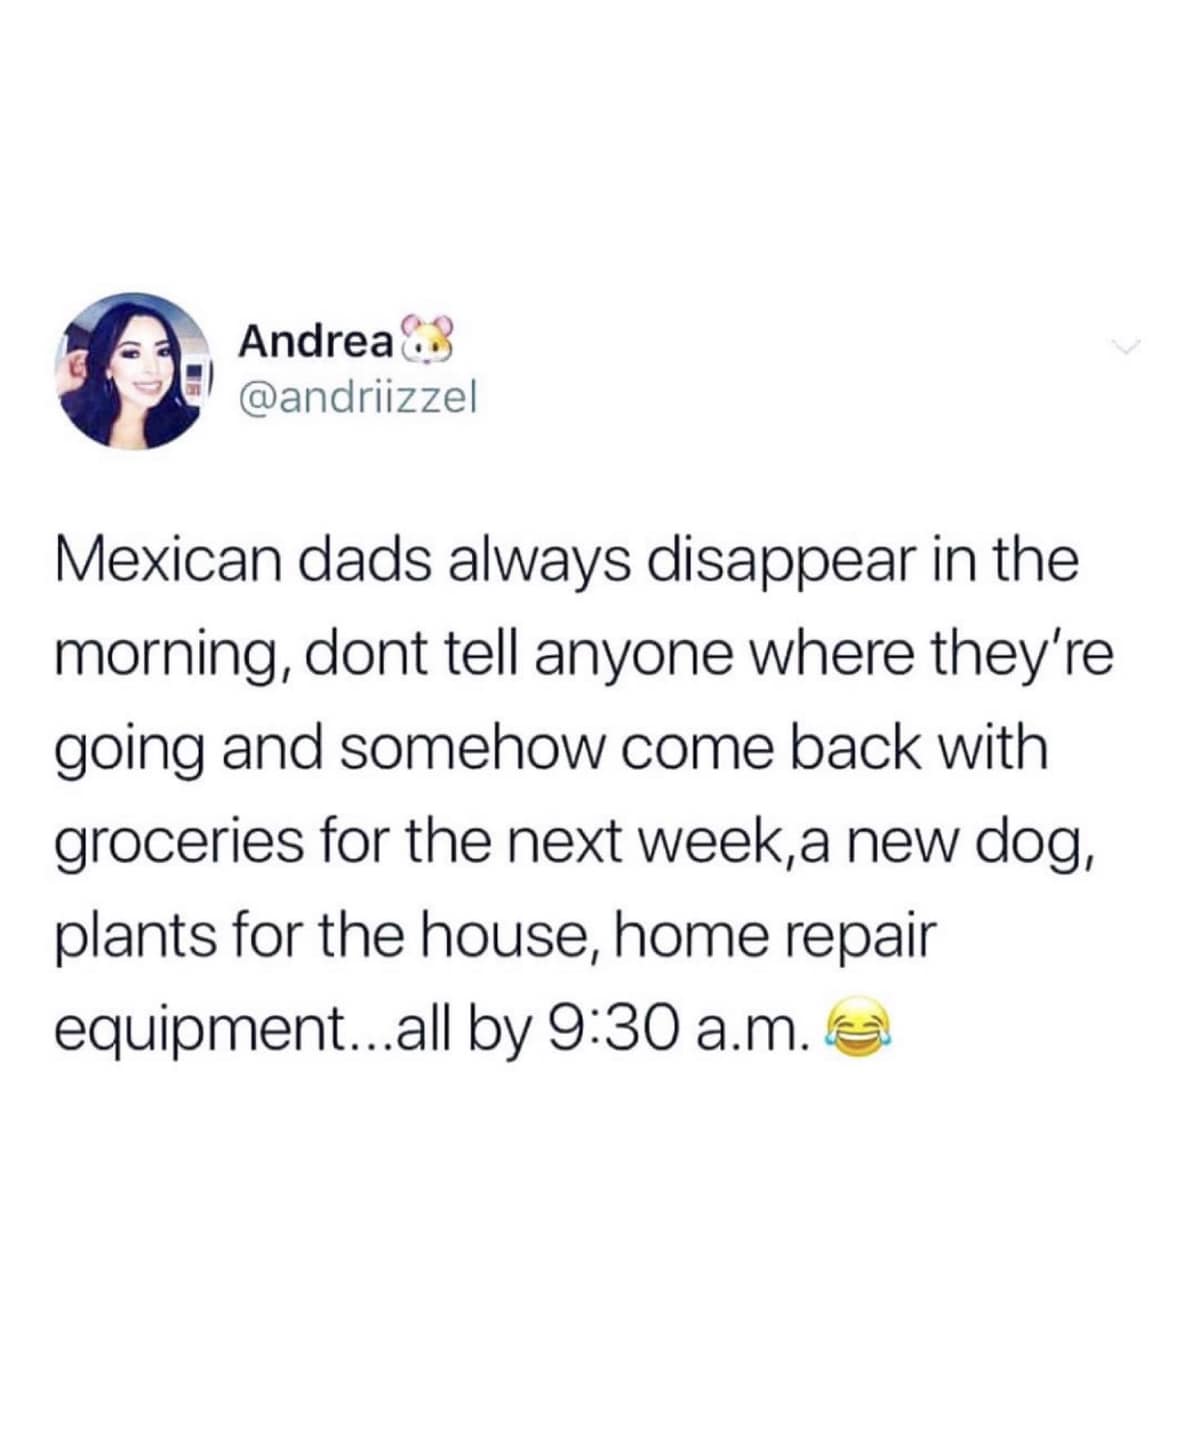 Andrea🐹
@andriizzel
Mexican dads always disappear in the
morning, dont tell anyone where they're
going and somehow come back with
groceries for the next week,a new dog,
plants for the house, home repair
equipment...all by 9:30 a.m. 😂